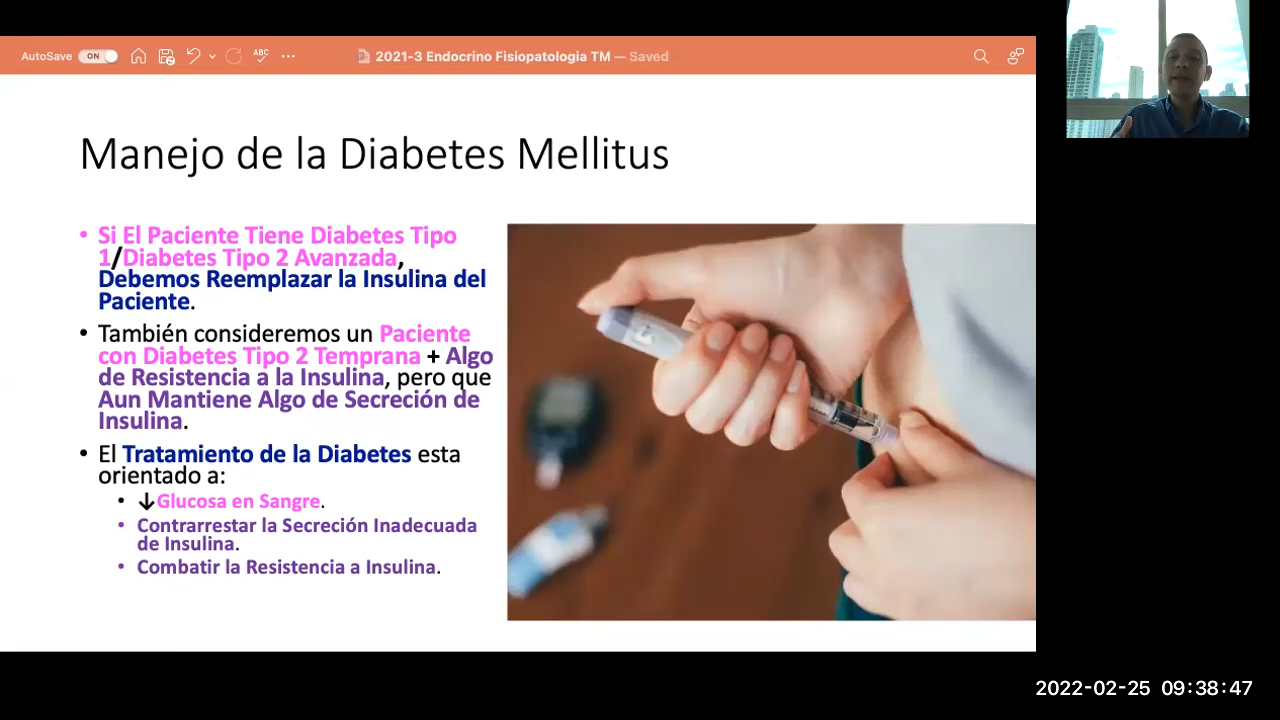 AutoSave ON ABC ... 2021-3 Endocrino Fisiopatologia TM — Saved
Manejo de la Diabetes Mellitus
• Si El Paciente Tiene Diabetes Tipo
1/Diabetes Tipo 2 Avanzada,
Debemos Reemplazar la Insulina del
Paciente.
• También consideremos un Paciente
con Diabetes Tipo 2 Temprana + Algo
de Resistencia a la Insulina, pero que
Aun Mantiene Algo de Secreción de
Insulina.
• El Tratamiento de la Diabetes esta
orientado a:
• ↓Glucosa en Sangre.
• Contrarrestar la Secreción Inadecuada
de Insulina.
• Combatir la Resistencia a Insulina.
2022-02-25 09:38:47